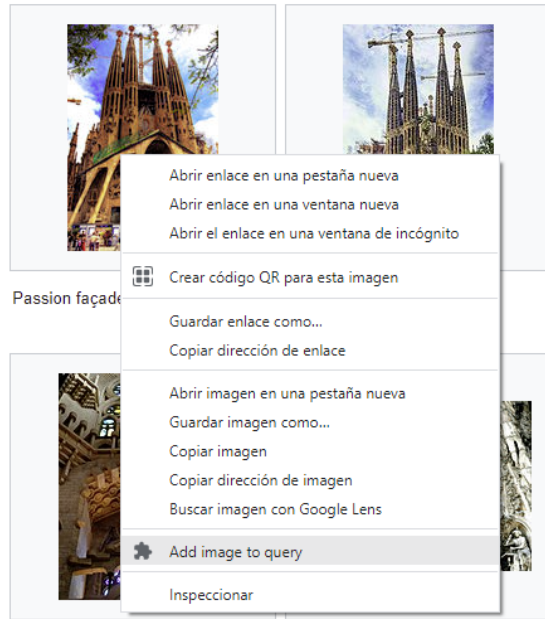 Abrir enlace en una pestaña nueva
Abrir enlace en una ventana nueva
Abrir el enlace en una ventana de incógnito
Crear código QR para esta imagen
Passion façade
Guardar enlace como...
Copiar dirección de enlace
Abrir imagen en una pestaña nueva
Guardar imagen como...
Copiar imagen
Copiar dirección de imagen
Buscar imagen con Google Lens
Add image to query
Inspeccionar